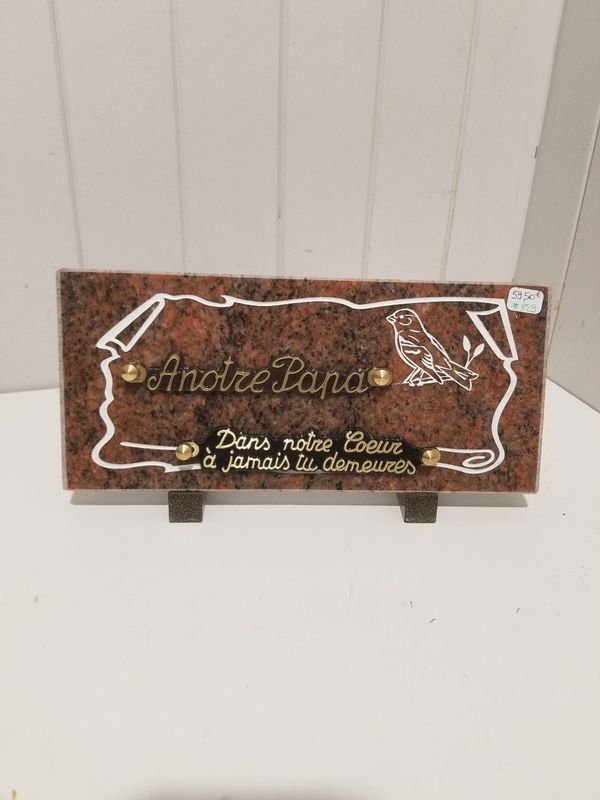 59,50€
A notre Papa
Dans notre Coeur
à jamais tu demeures